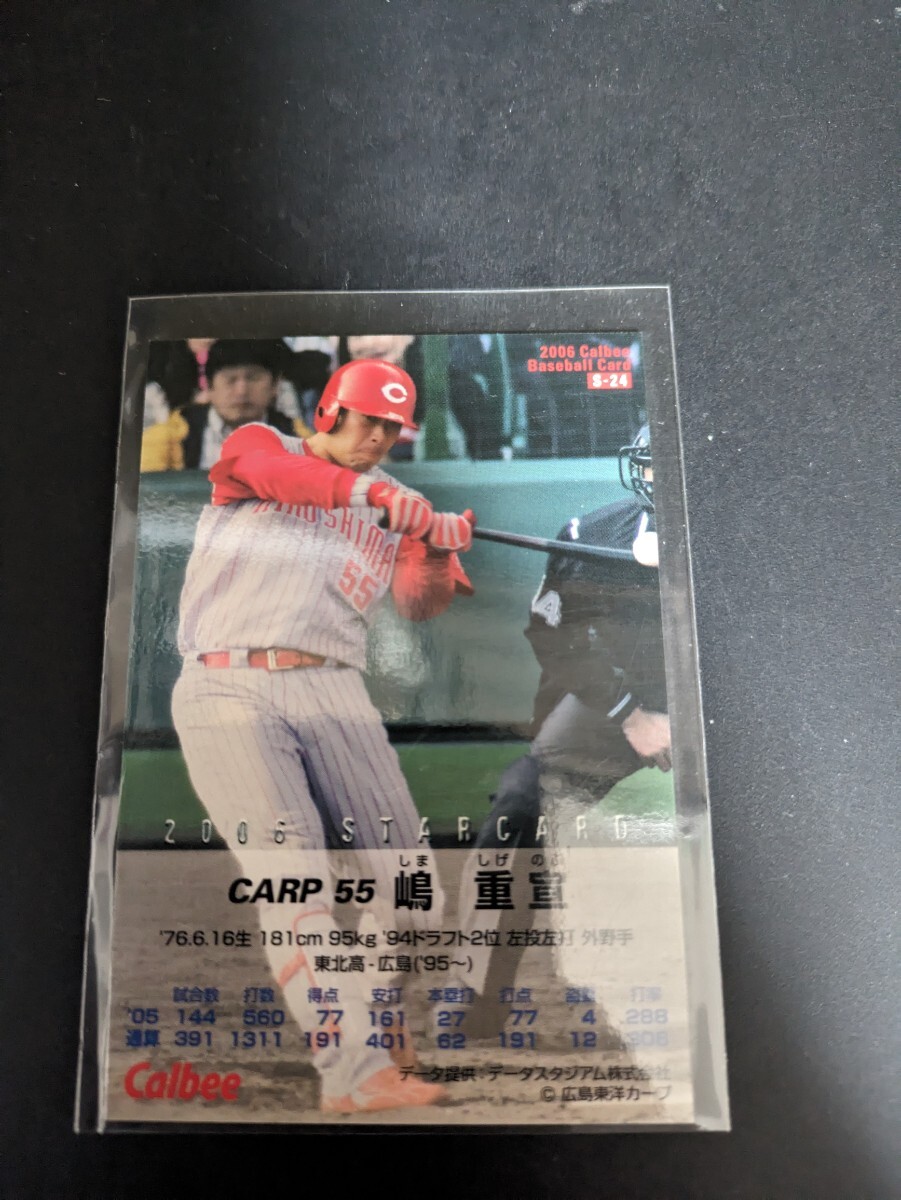 2006 Calbee
Baseball Card
S-24
C
HIROSHIMA
55
4
2006 STARCARD
しま しげのぶ
CARP 55 嶋 重宣
'76.6.16生 181cm 95kg '94ドラフト2位 左投左打 外野手
東北高-広島('95〜)
試合数 打数 得点 安打 本塁打 打点 盗塁 打率
'05 144 560 77 161 27 77 4 .288
通算 391 1311 191 401 62 191 12 .306
Calbee
データ提供:データスタジアム株式会社
© 広島東洋カープ